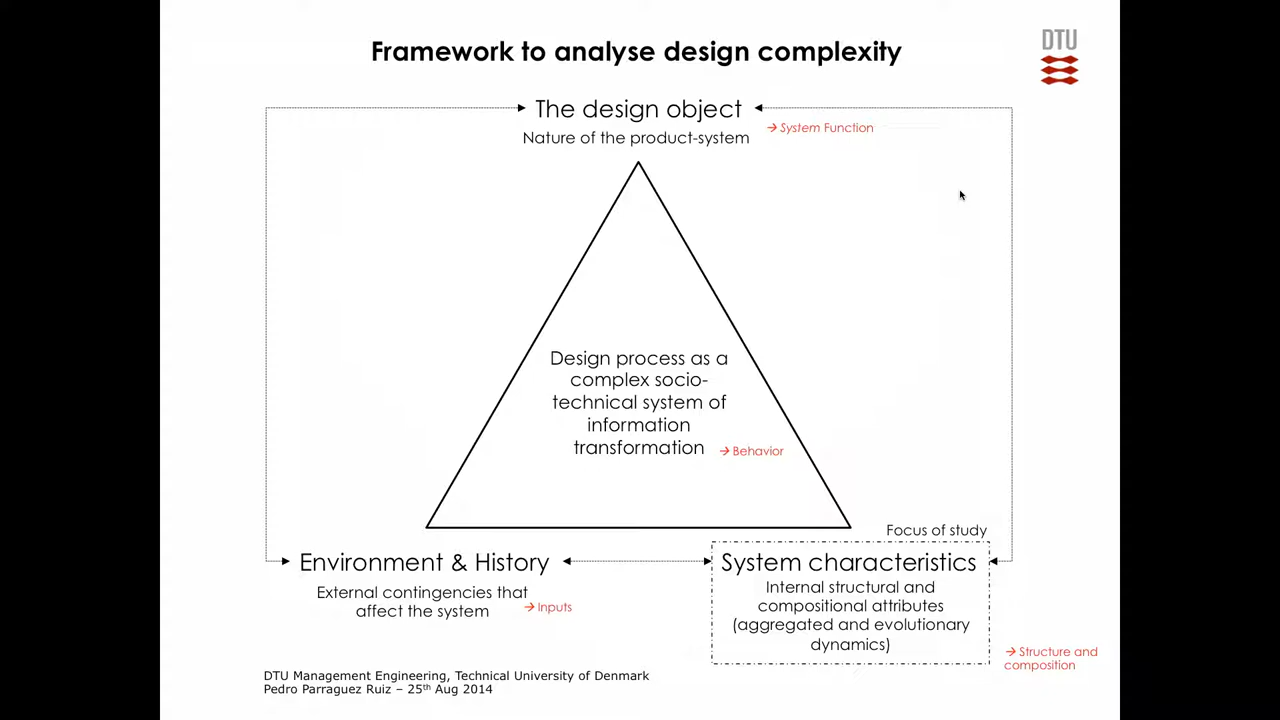 Framework to analyse design complexity
DTU
The design object
Nature of the product-system
→ System Function
Design process as a
complex socio-
technical system of
information
transformation
→ Behavior
Focus of study
Environment & History
External contingencies that
affect the system
→ Inputs
System characteristics
Internal structural and
compositional attributes
(aggregated and evolutionary
dynamics)
→ Structure and
composition
DTU Management Engineering, Technical University of Denmark
Pedro Parraguez Ruiz – 25th Aug 2014